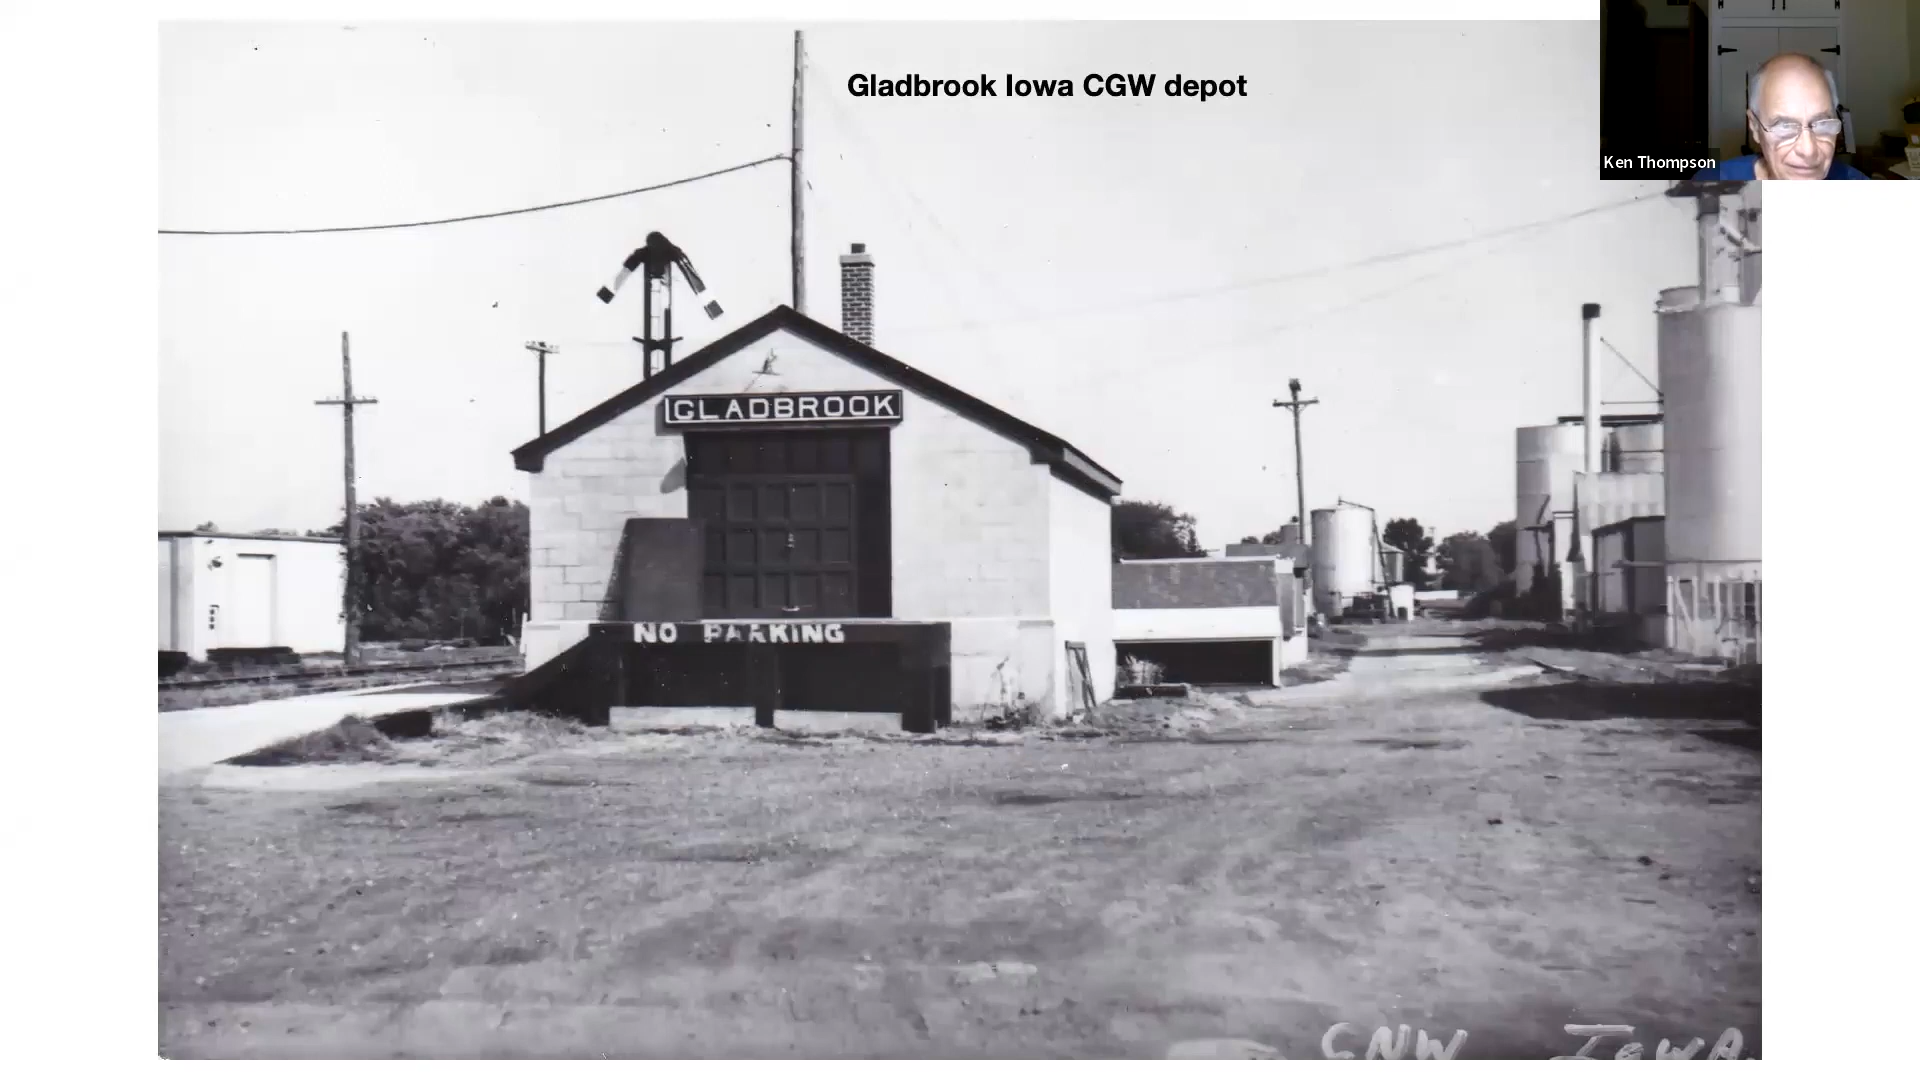 Gladbrook Iowa CGW depot
Ken Thompson
GLADBROOK
NO PARKING
CNW IOWA.